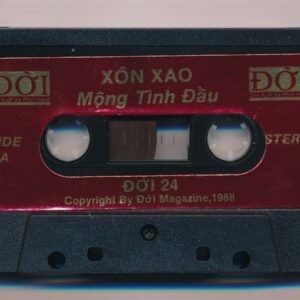 ĐỜI XÔN XAO ĐỜI
Mộng Tình Đầu
IDE STER
A
ĐỜI 24
Copyright By Đời Magazine,1988